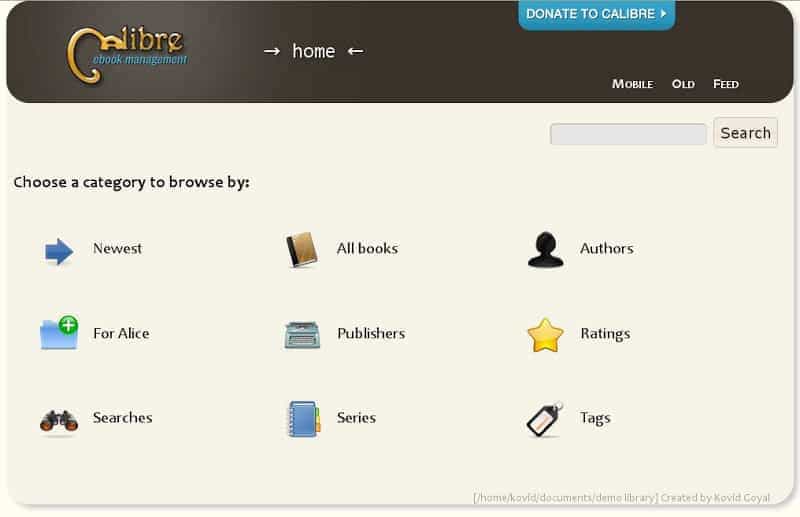 DONATE TO CALIBRE
Calibre
ebook management
→ home ←
Mobile Old Feed
Search
Choose a category to browse by:
Newest All books Authors
For Alice Publishers Ratings
Searches Series Tags
[/home/kovid/documents/demo library] Created by Kovid Goyal